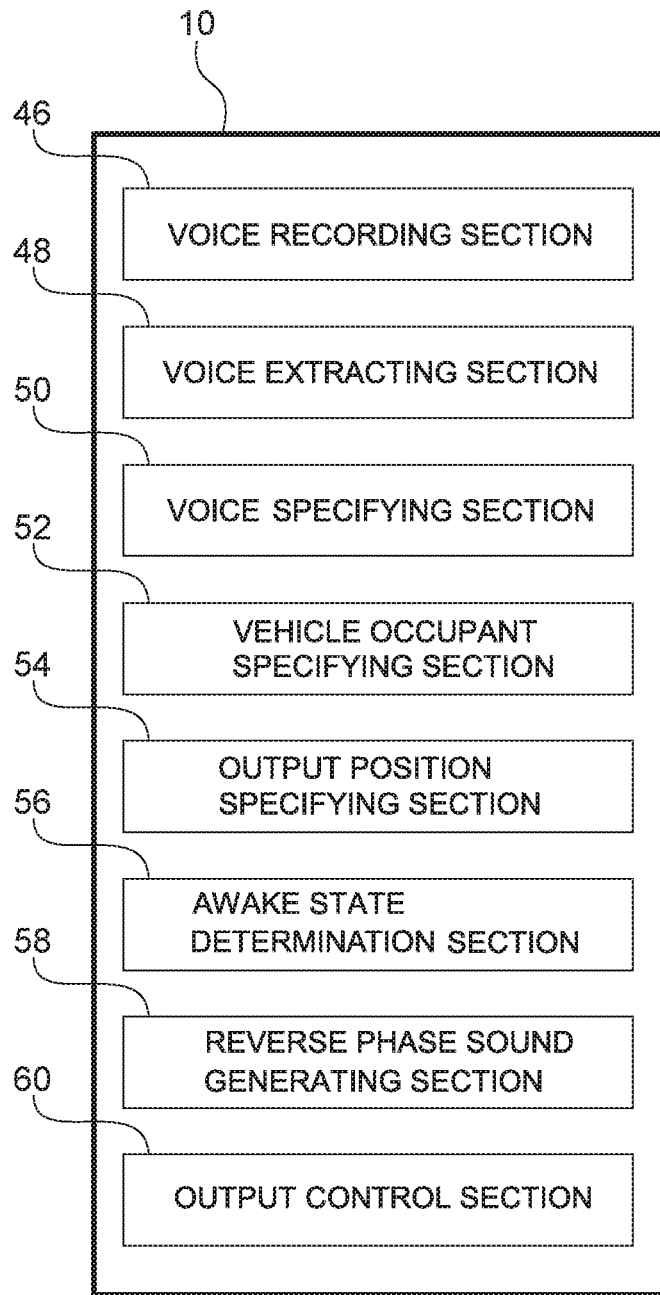 10
46
VOICE RECORDING SECTION
48
VOICE EXTRACTING SECTION
50
VOICE SPECIFYING SECTION
52
VEHICLE OCCUPANT
SPECIFYING SECTION
54
OUTPUT POSITION
SPECIFYING SECTION
56
AWAKE STATE
DETERMINATION SECTION
58
REVERSE PHASE SOUND
GENERATING SECTION
60
OUTPUT CONTROL SECTION